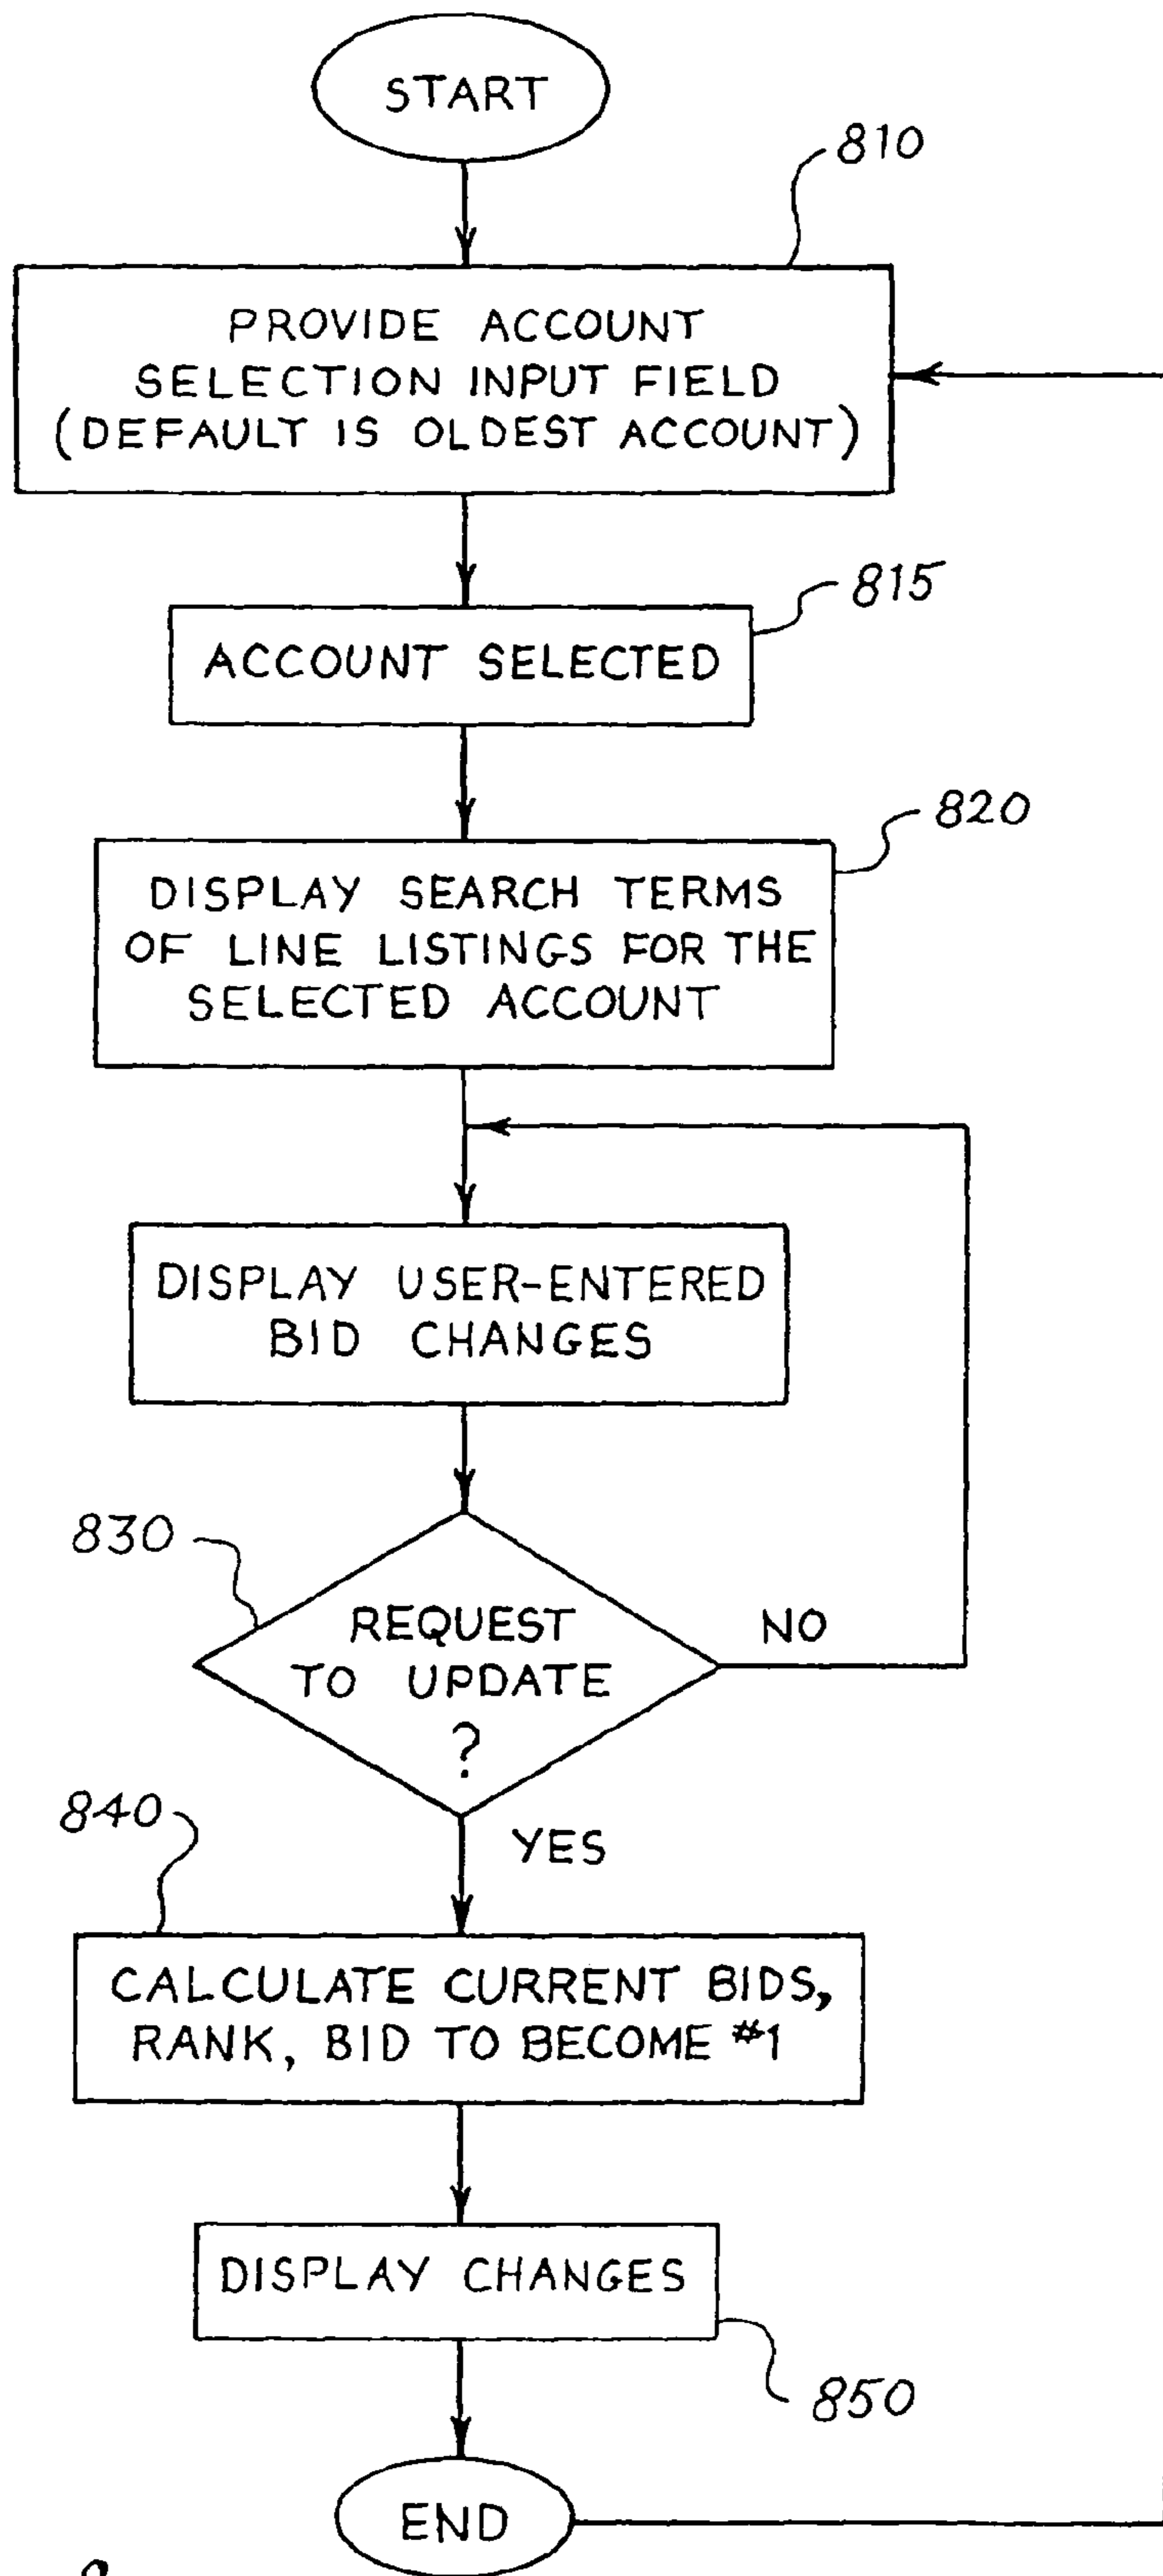 START
810
PROVIDE ACCOUNT
SELECTION INPUT FIELD
(DEFAULT IS OLDEST ACCOUNT)
815
ACCOUNT SELECTED
820
DISPLAY SEARCH TERMS
OF LINE LISTINGS FOR THE
SELECTED ACCOUNT
DISPLAY USER-ENTERED
BID CHANGES
830
REQUEST
TO UPDATE
?
NO
YES
840
CALCULATE CURRENT BIDS,
RANK, BID TO BECOME #1
DISPLAY CHANGES
850
END